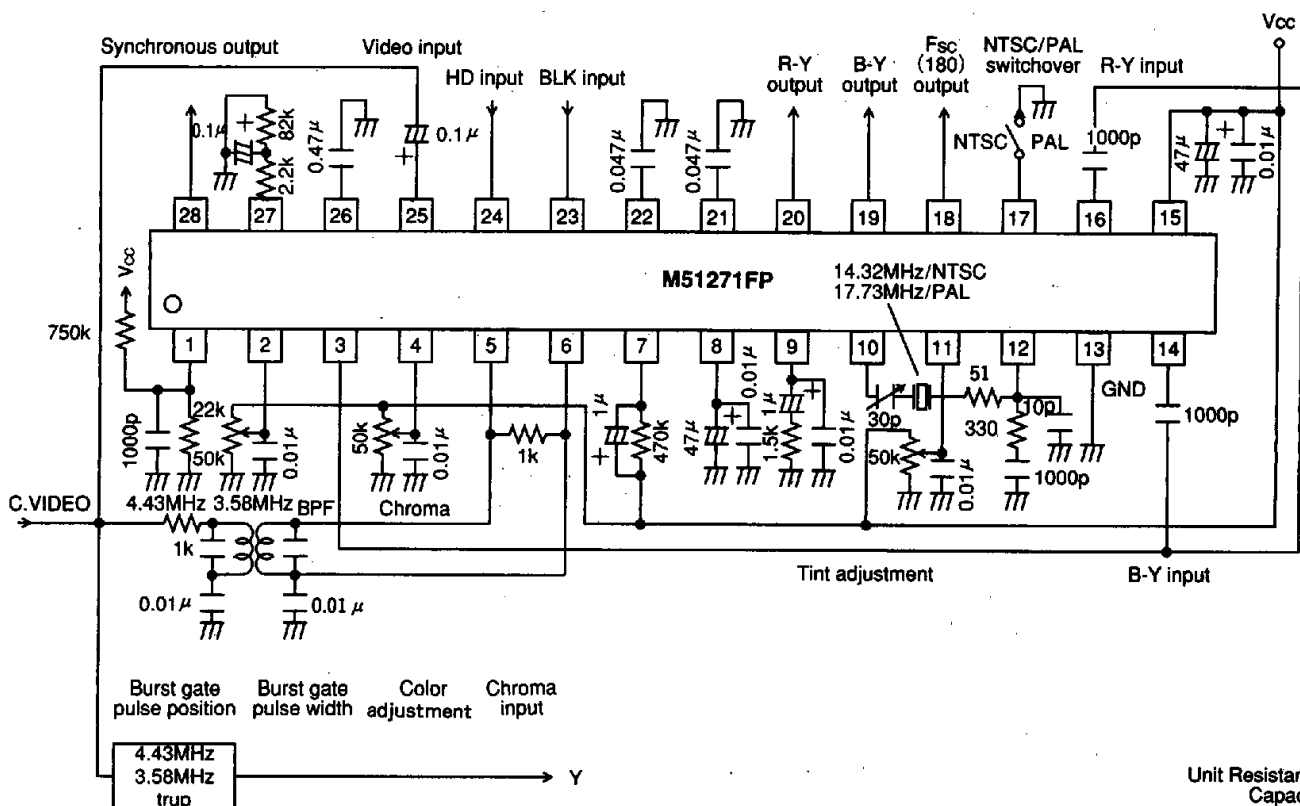 Vcc
Synchronous output
Video input
HD input
BLK input
R-Y
output
B-Y
output
Fsc
(180)
output
NTSC/PAL
switchover
R-Y input
0.1μ
82k
2.2k
0.47μ
0.1μ
0.047μ
0.047μ
NTSC
PAL
1000p
47μ
0.01μ
28
27
26
25
24
23
22
21
20
19
18
17
16
15
Vcc
M51271FP
14.32MHz/NTSC
17.73MHz/PAL
750k
1
2
3
4
5
6
7
8
9
10
11
12
13
14
1000p
22k
50k
0.01μ
50k
0.01μ
1k
1μ
470k
47μ
0.01μ
1μ
1.5k
0.01μ
30p
50k
0.01μ
51
330
10p
1000p
GND
1000p
C.VIDEO
4.43MHz
3.58MHz
BPF
Chroma
1k
0.01μ
0.01μ
Tint adjustment
B-Y input
Burst gate
pulse position
Burst gate
pulse width
Color
adjustment
Chroma
input
4.43MHz
3.58MHz
trup
Y
Unit Resistan
Capac